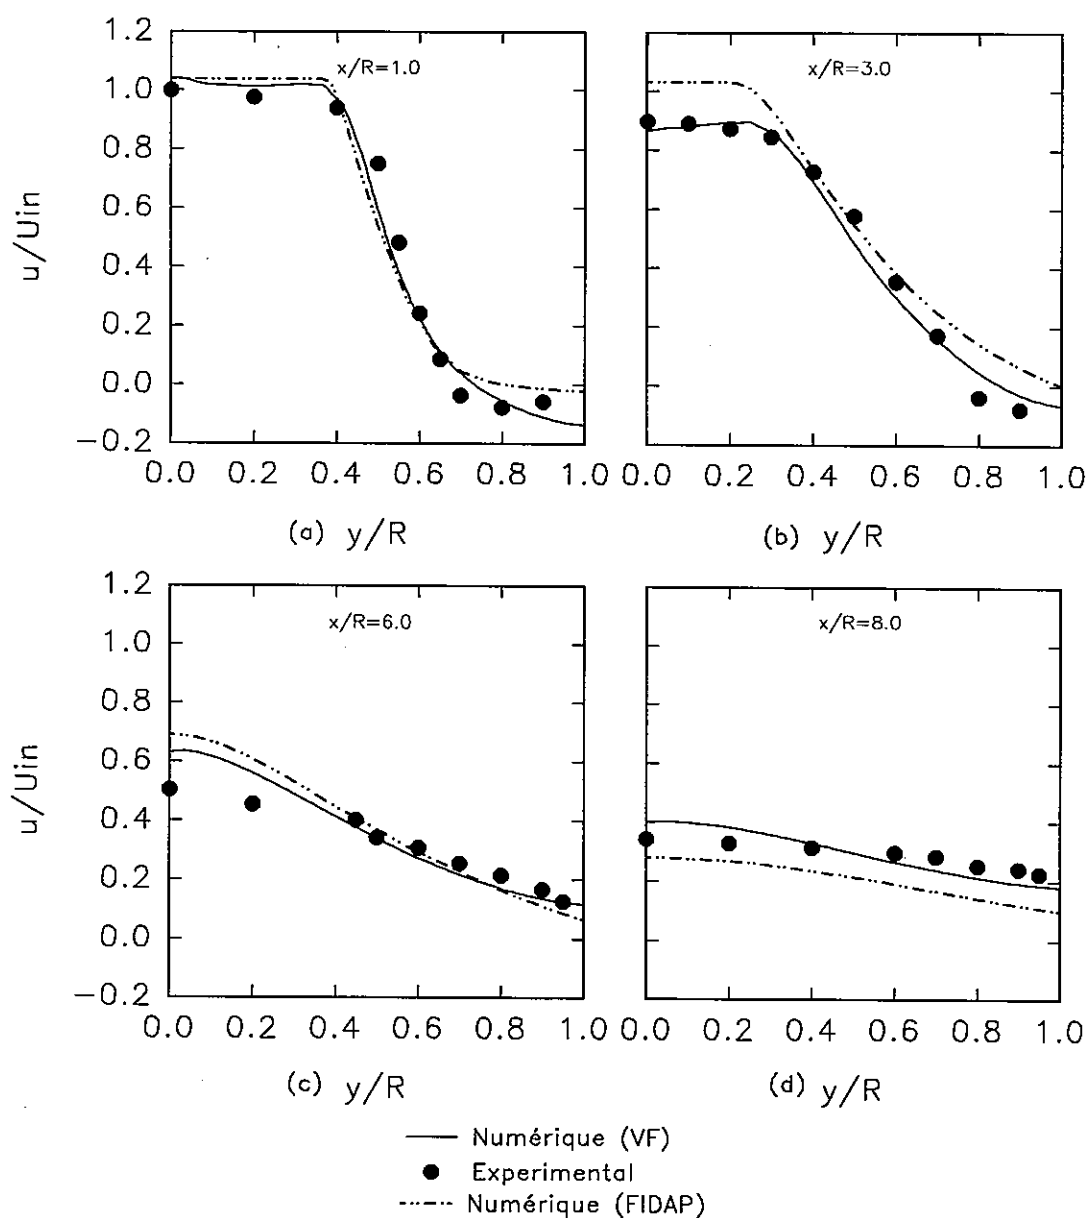 1.2
1.0
0.8
0.6
0.4
0.2
0.0
−0.2
u/Uin
x/R=1.0
0.0 0.2 0.4 0.6 0.8 1.0
(a) y/R
x/R=3.0
0.0 0.2 0.4 0.6 0.8 1.0
(b) y/R
1.2
1.0
0.8
0.6
0.4
0.2
0.0
−0.2
u/Uin
x/R=6.0
0.0 0.2 0.4 0.6 0.8 1.0
(c) y/R
x/R=8.0
0.0 0.2 0.4 0.6 0.8 1.0
(d) y/R
Numérique (VF)
Experimental
Numérique (FIDAP)